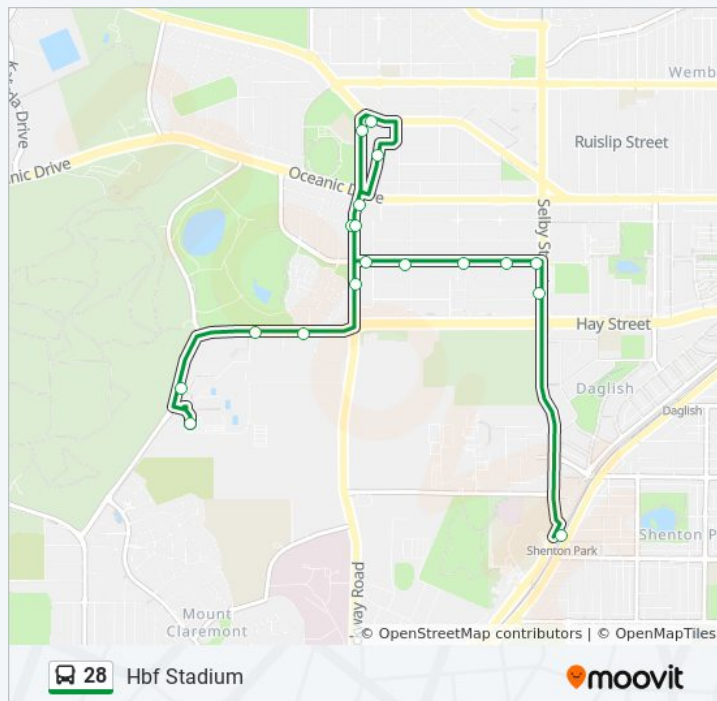 Drive
Wemb
Ruislip Street
nic Drive
Oceanic Drive
Selby St
Hay Street
Daglish
Daglish
Shenton P
Shenton Park
Mount
Claremont
way Road
© OpenStreetMap contributors | © OpenMapTiles
28 Hbf Stadium
moovit